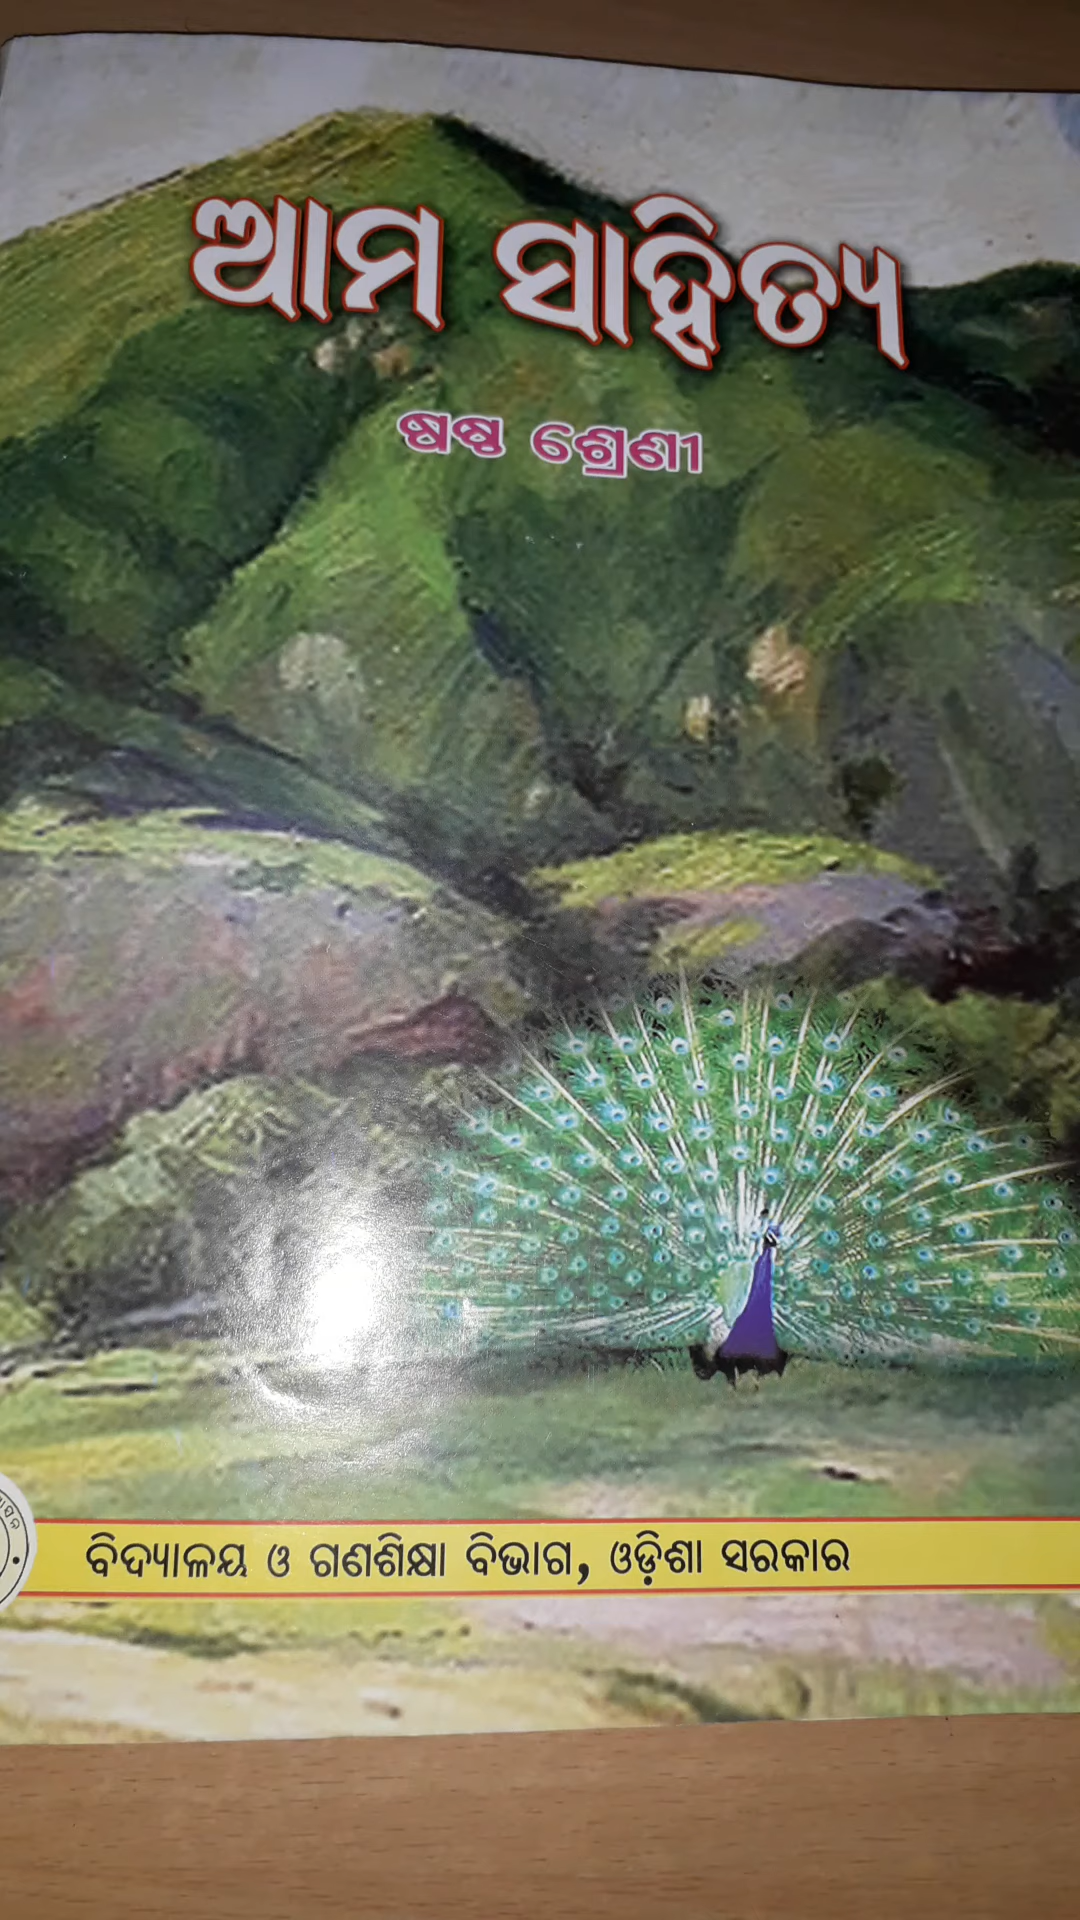 ଆମ ସାହିତ୍ୟ
ଷଷ୍ଠ ଶ୍ରେଣୀ
ବିଦ୍ୟାଳୟ ଓ ଗଣଶିକ୍ଷା ବିଭାଗ, ଓଡ଼ିଶା ସରକାର